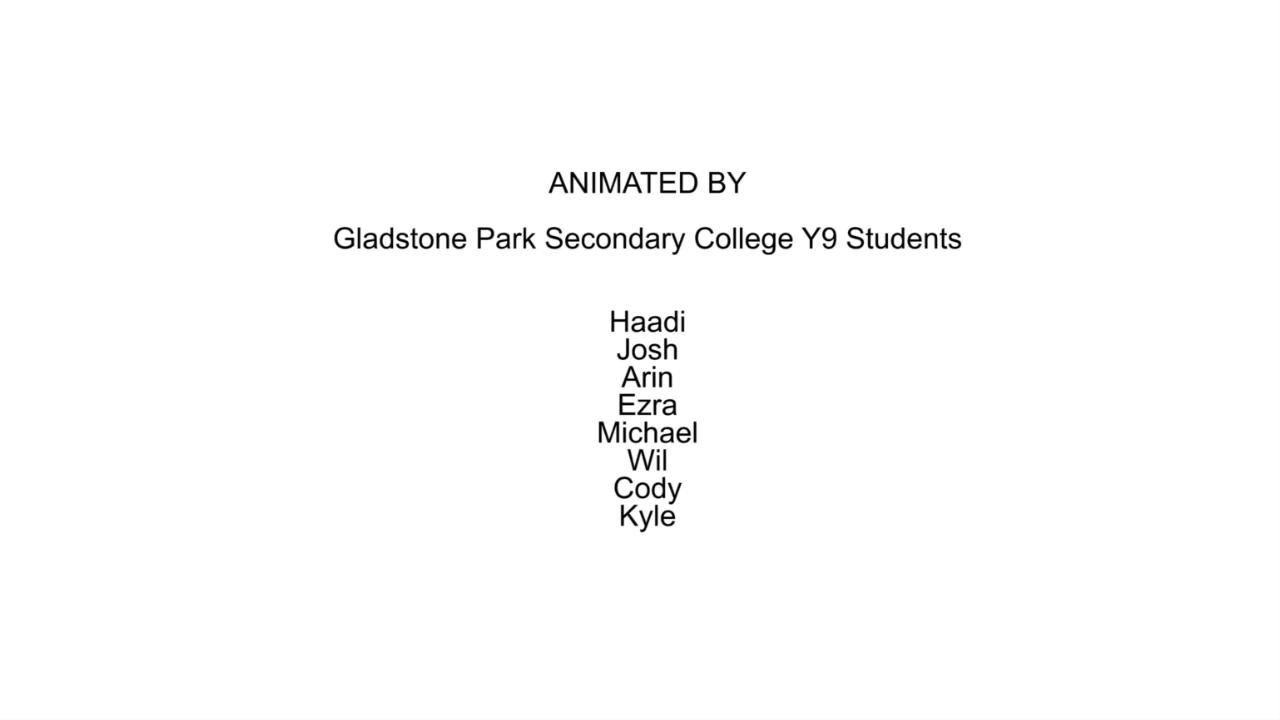 ANIMATED BY
Gladstone Park Secondary College Y9 Students
Haadi
Josh
Arin
Ezra
Michael
Wil
Cody
Kyle